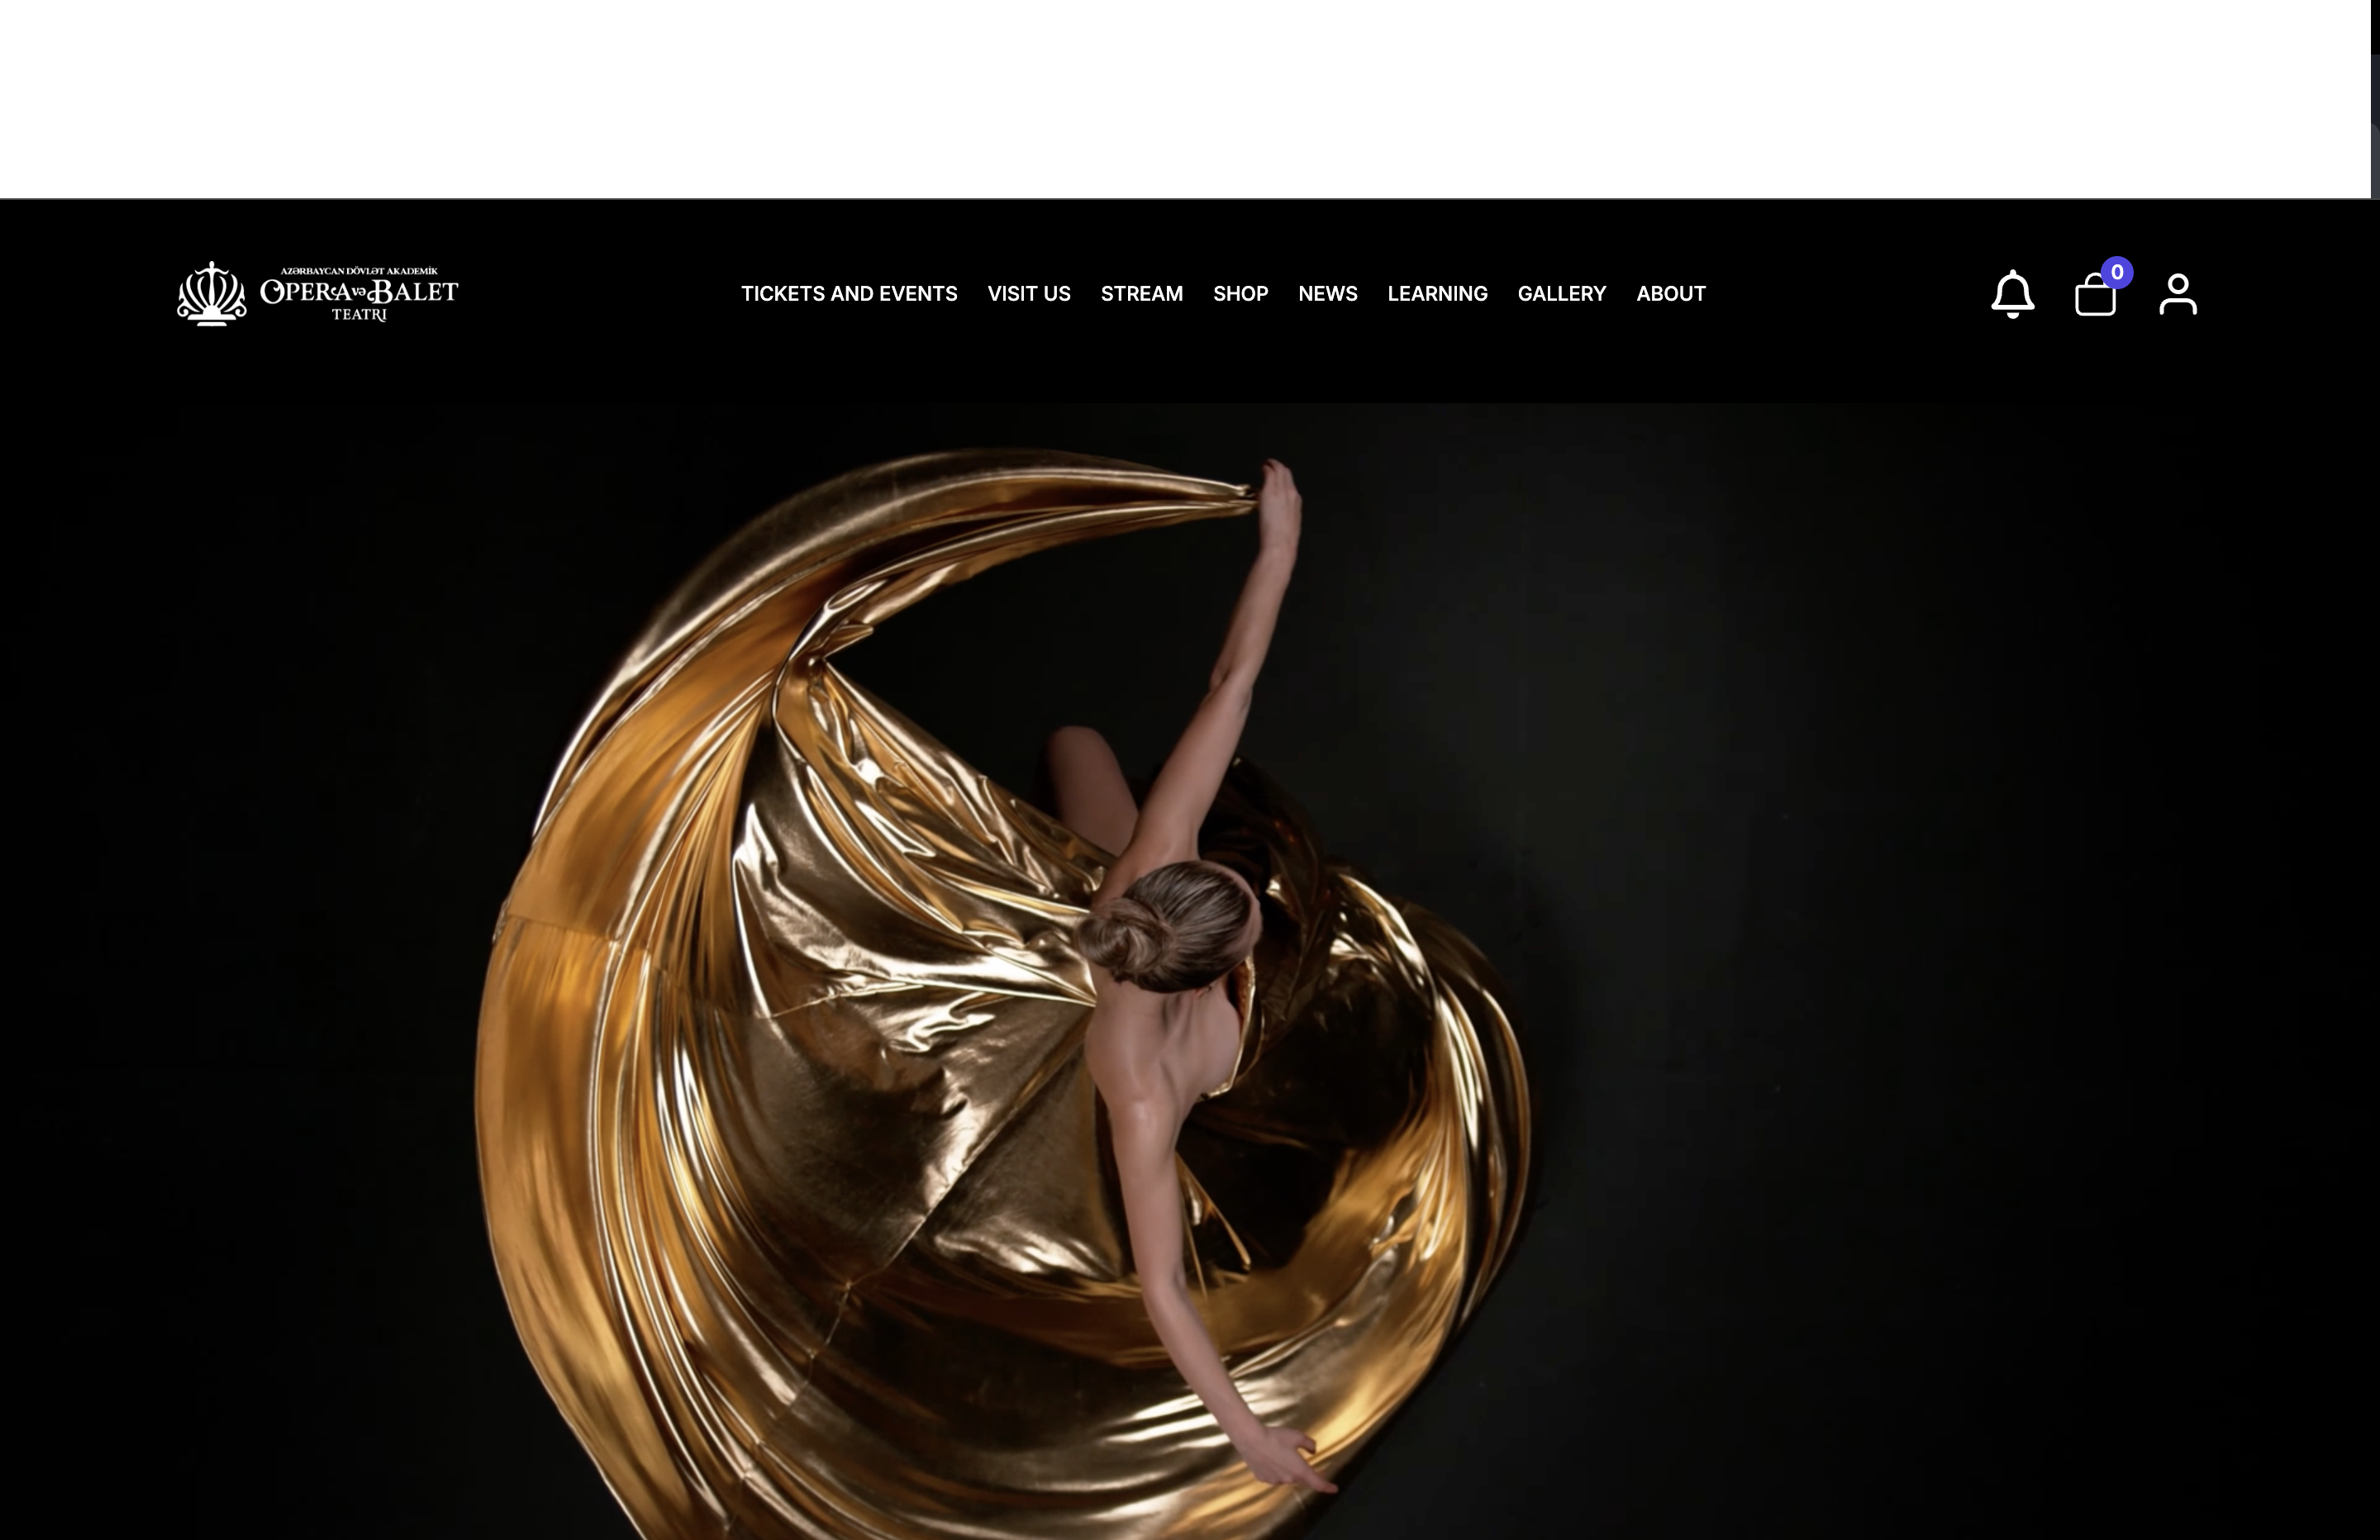 AZƏRBAYCAN DÖVLƏT AKADEMİK
OPERA və BALET
TEATRI
TICKETS AND EVENTS VISIT US STREAM SHOP NEWS LEARNING GALLERY ABOUT
0